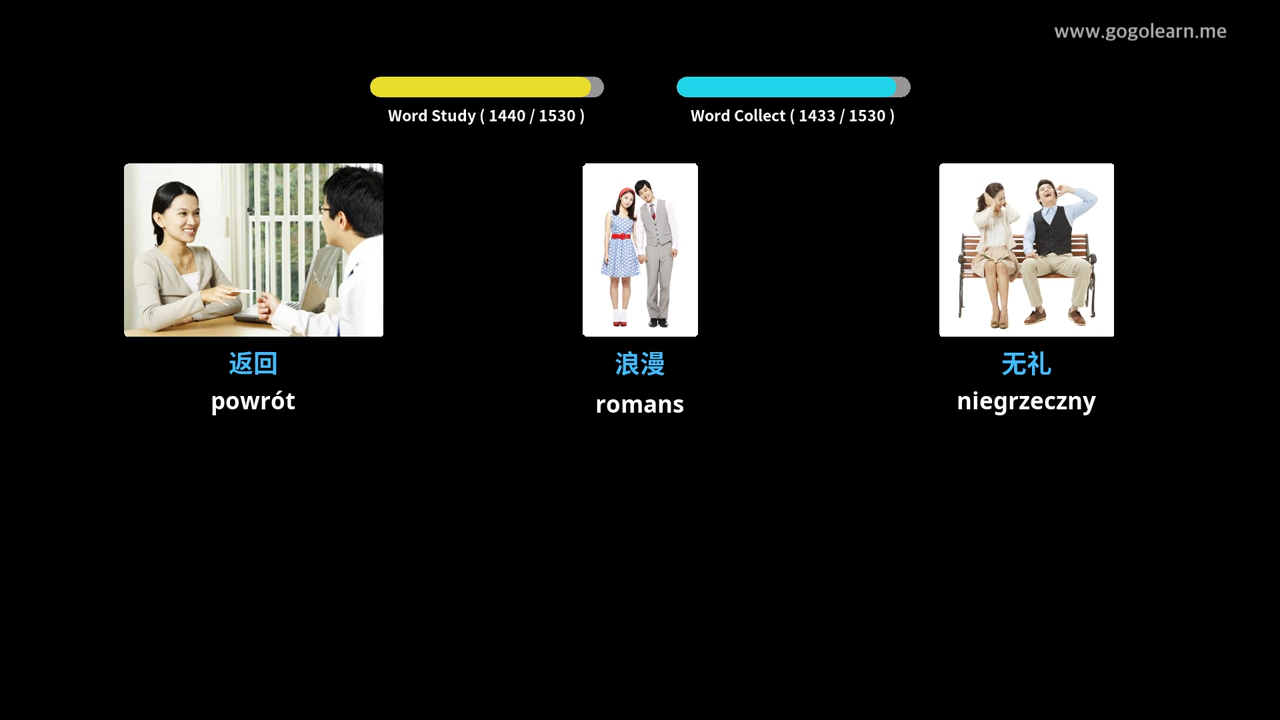 www.gogolearn.me
Word Study ( 1440 / 1530 )
Word Collect ( 1433 / 1530 )
返回
浪漫
无礼
powrót
romans
niegrzeczny